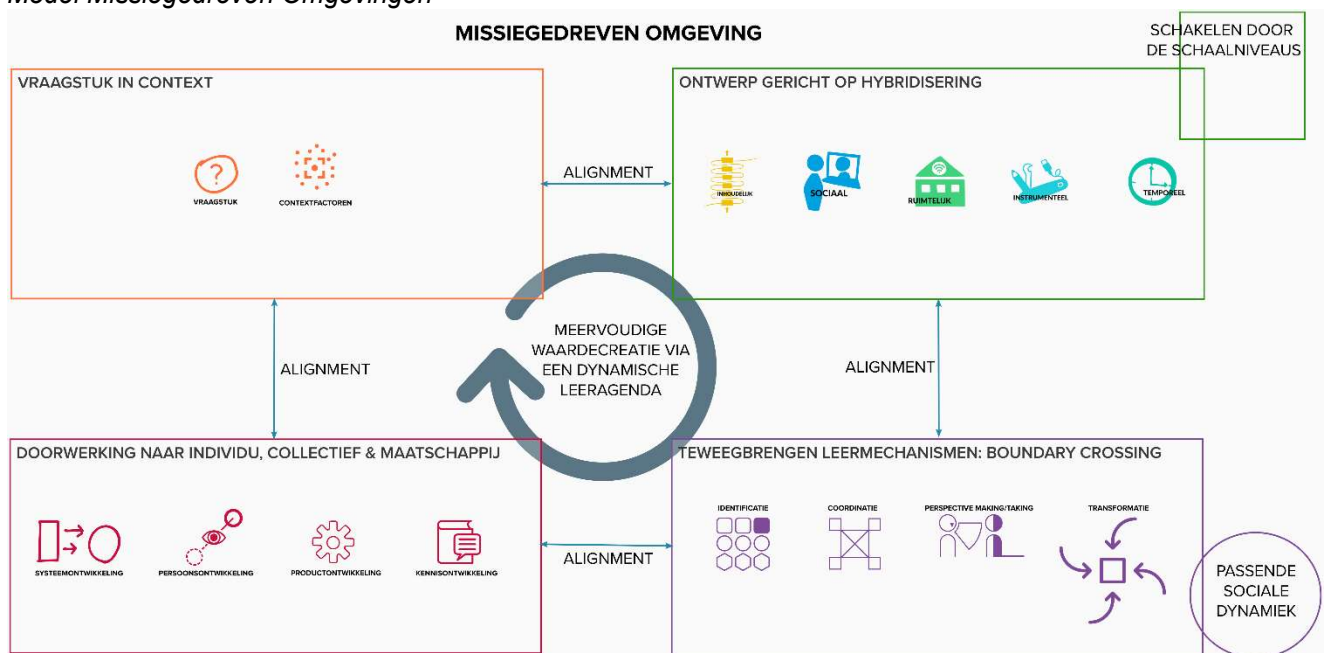 Model Missiegedreven Omgevingen
MISSIEGEDREVEN OMGEVING
SCHAKELEN DOOR
DE SCHAALNIVEAUS
VRAAGSTUK IN CONTEXT
?
VRAAGSTUK
CONTEXTFACTOREN
ALIGNMENT
ONTWERP GERICHT OP HYBRIDISERING
INHOUDELIJK
SOCIAAL
RUIMTELIJK
INSTRUMENTEEL
TEMPOREEL
MEERVOUDIGE
WAARDECREATIE VIA
EEN DYNAMISCHE
LEERAGENDA
ALIGNMENT
ALIGNMENT
DOORWERKING NAAR INDIVIDU, COLLECTIEF & MAATSCHAPPIJ
SYSTEEMONTWIKKELING
PERSOONSONTWIKKELING
PRODUCTONTWIKKELING
KENNISONTWIKKELING
ALIGNMENT
TEWEEGBRENGEN LEERMECHANISMEN: BOUNDARY CROSSING
IDENTIFICATIE
COORDINATIE
PERSPECTIVE MAKING/TAKING
TRANSFORMATIE
PASSENDE
SOCIALE
DYNAMIEK